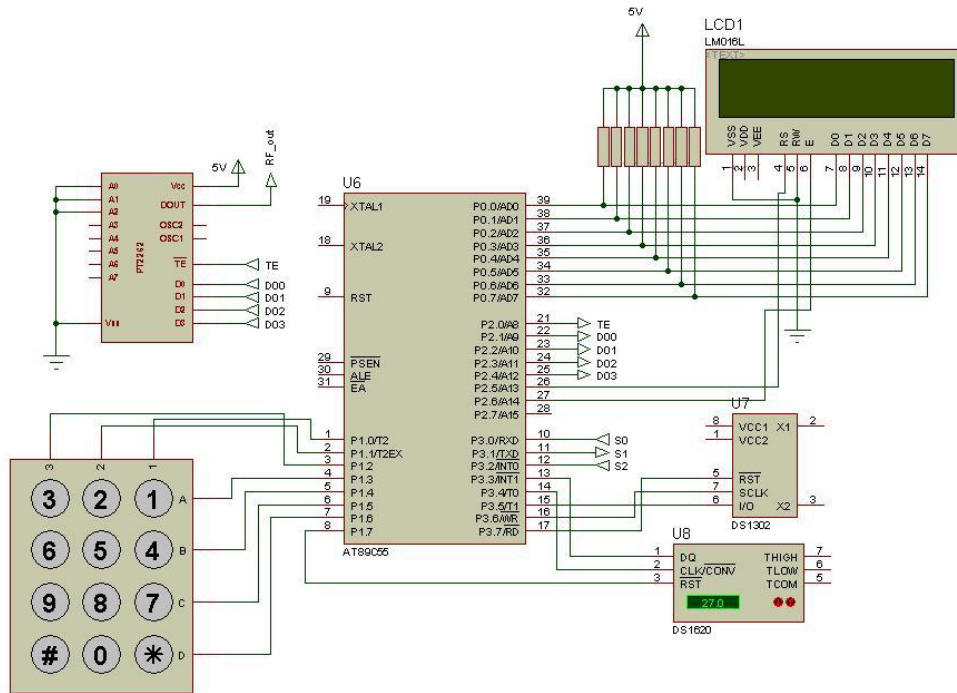 5V
LCD1
LM016L
<TEXT>
VSS VDD VEE RS RW E D0 D1 D2 D3 D4 D5 D6 D7
1 2 3 4 5 6 7 8 9 10 11 12 13 14
5V
RF_out
A0 Vcc
A1 DOUT
A2
A3 OSC2
A4 OSC1
A5
A6 TE TE
A7
D0 D00
D1 D01
D2 D02
Vss D3 D03
PT2262
U6
19 XTAL1 P0.0/AD0 39
P0.1/AD1 38
P0.2/AD2 37
18 XTAL2 P0.3/AD3 36
P0.4/AD4 35
P0.5/AD5 34
P0.6/AD6 33
9 RST P0.7/AD7 32
P2.0/A8 21 TE
P2.1/A9 22 D00
P2.2/A10 23 D01
29 PSEN P2.3/A11 24 D02
30 ALE P2.4/A12 25 D03
31 EA P2.5/A13 26
P2.6/A14 27
P2.7/A15 28
1 P1.0/T2 P3.0/RXD 10 S0
2 P1.1/T2EX P3.1/TXD 11 S1
3 P1.2 P3.2/INT0 12 S2
4 P1.3 P3.3/INT1 13
5 P1.4 P3.4/T0 14
6 P1.5 P3.5/T1 15
7 P1.6 P3.6/WR 16
8 P1.7 P3.7/RD 17
AT89C55
U7
8 VCC1 X1 2
1 VCC2
5 RST
7 SCLK
6 I/O X2 3
DS1302
U8
1 DQ THIGH 7
2 CLK/CONV TLOW 6
3 RST TCOM 5
27.0
DS1620
3 2 1
3 2 1 A
6 5 4 B
9 8 7 C
# 0 * D